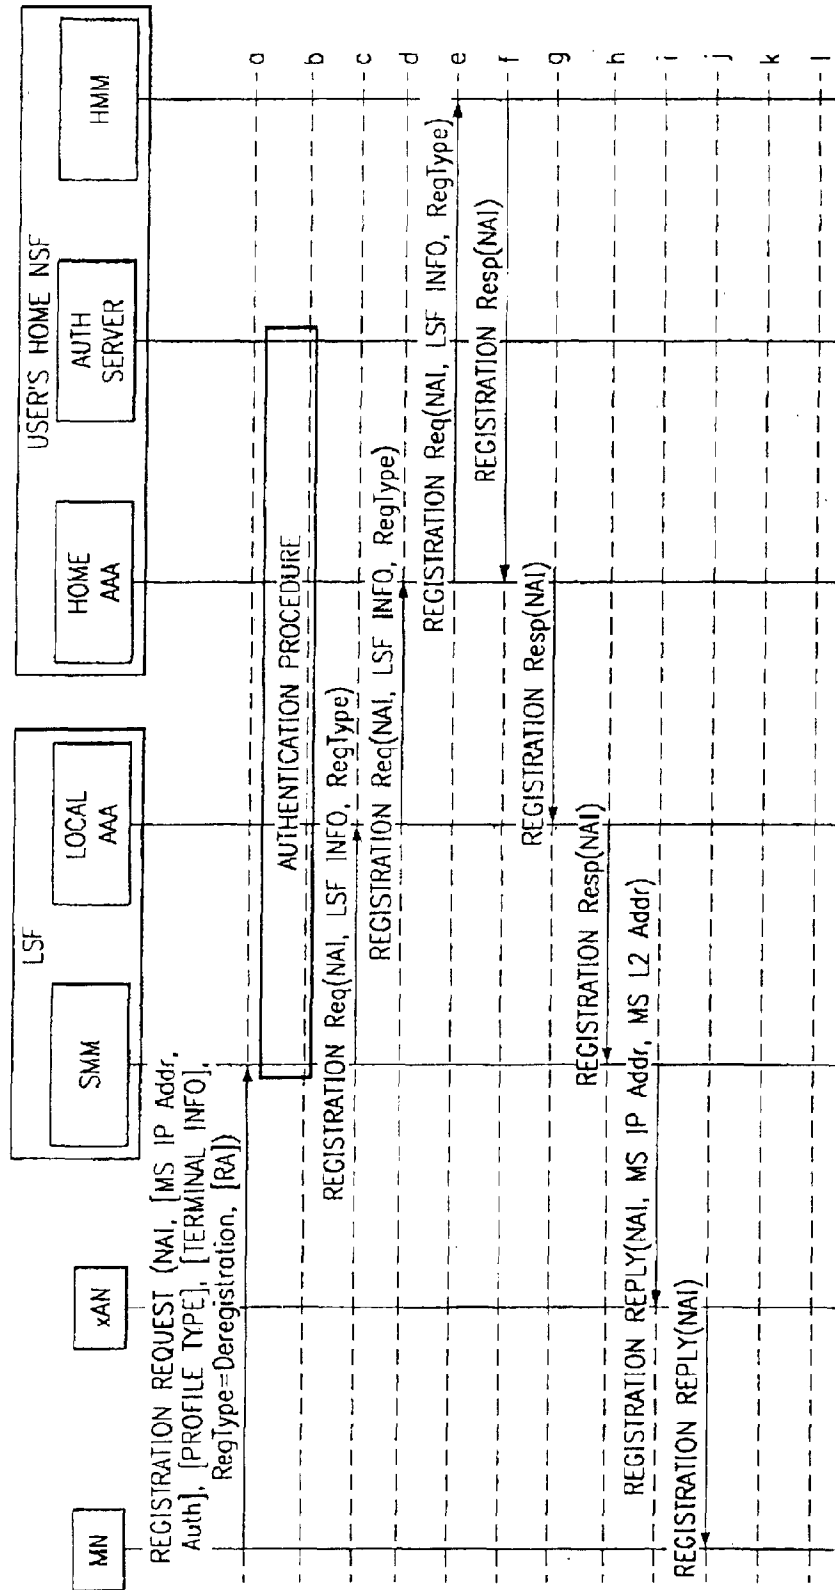 LSF
USER'S HOME NSF
MN
xAN
SMM
LOCAL
AAA
HOME
AAA
AUTH
SERVER
HMM
REGISTRATION REQUEST (NAI, [MS IP Addr,
Auth], [PROFILE TYPE], [TERMINAL INFO],
RegType=Deregistration, [RA])
a
AUTHENTICATION PROCEDURE
b
REGISTRATION Req(NAI, LSF INFO, RegType)
c
REGISTRATION Req(NAI, LSF INFO, RegType)
d
REGISTRATION Req(NAI, LSF INFO, RegType)
e
REGISTRATION Resp(NAI)
f
REGISTRATION Resp(NAI)
g
REGISTRATION Resp(NAI)
h
REGISTRATION REPLY(NAI, MS IP Addr, MS L2 Addr)
i
REGISTRATION REPLY(NAI)
j
k
l